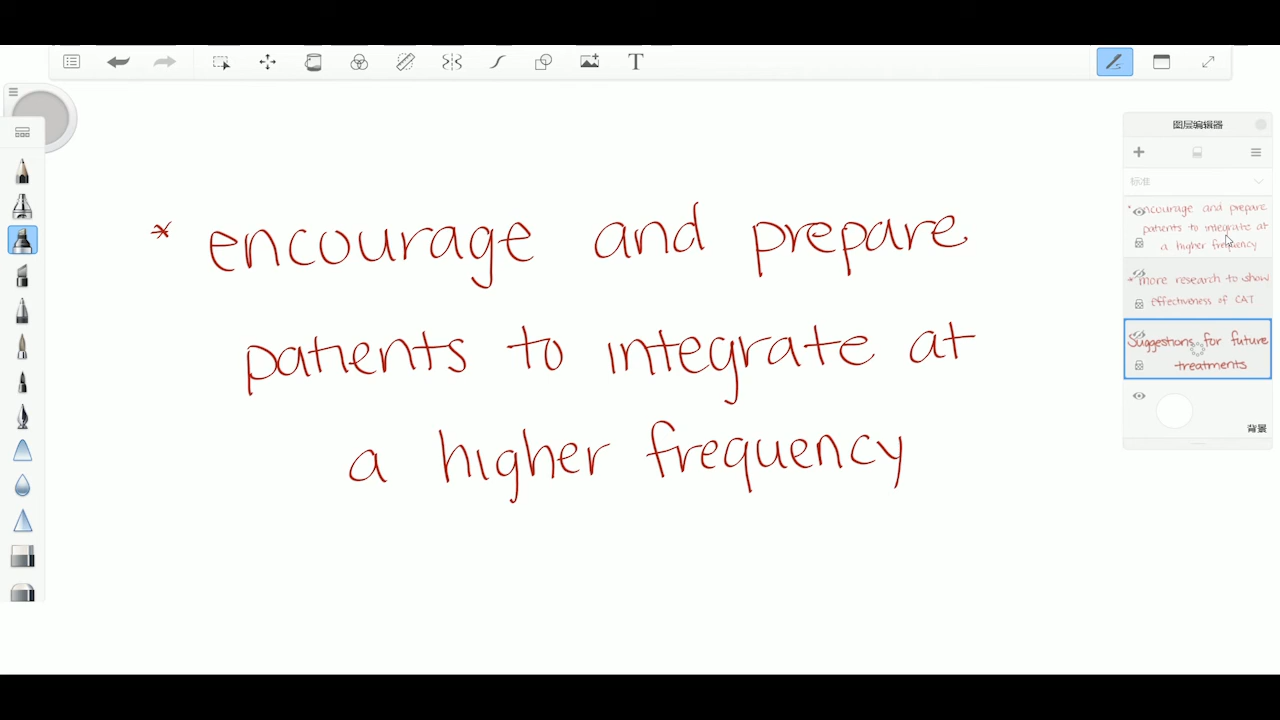 * encourage and prepare
patients to integrate at
a higher frequency
T
图层编辑器
标准
* encourage and prepare
patients to integrate at
a higher frequency
* more research to show
effectiveness of CAT
Suggestions for future
treatments
背景